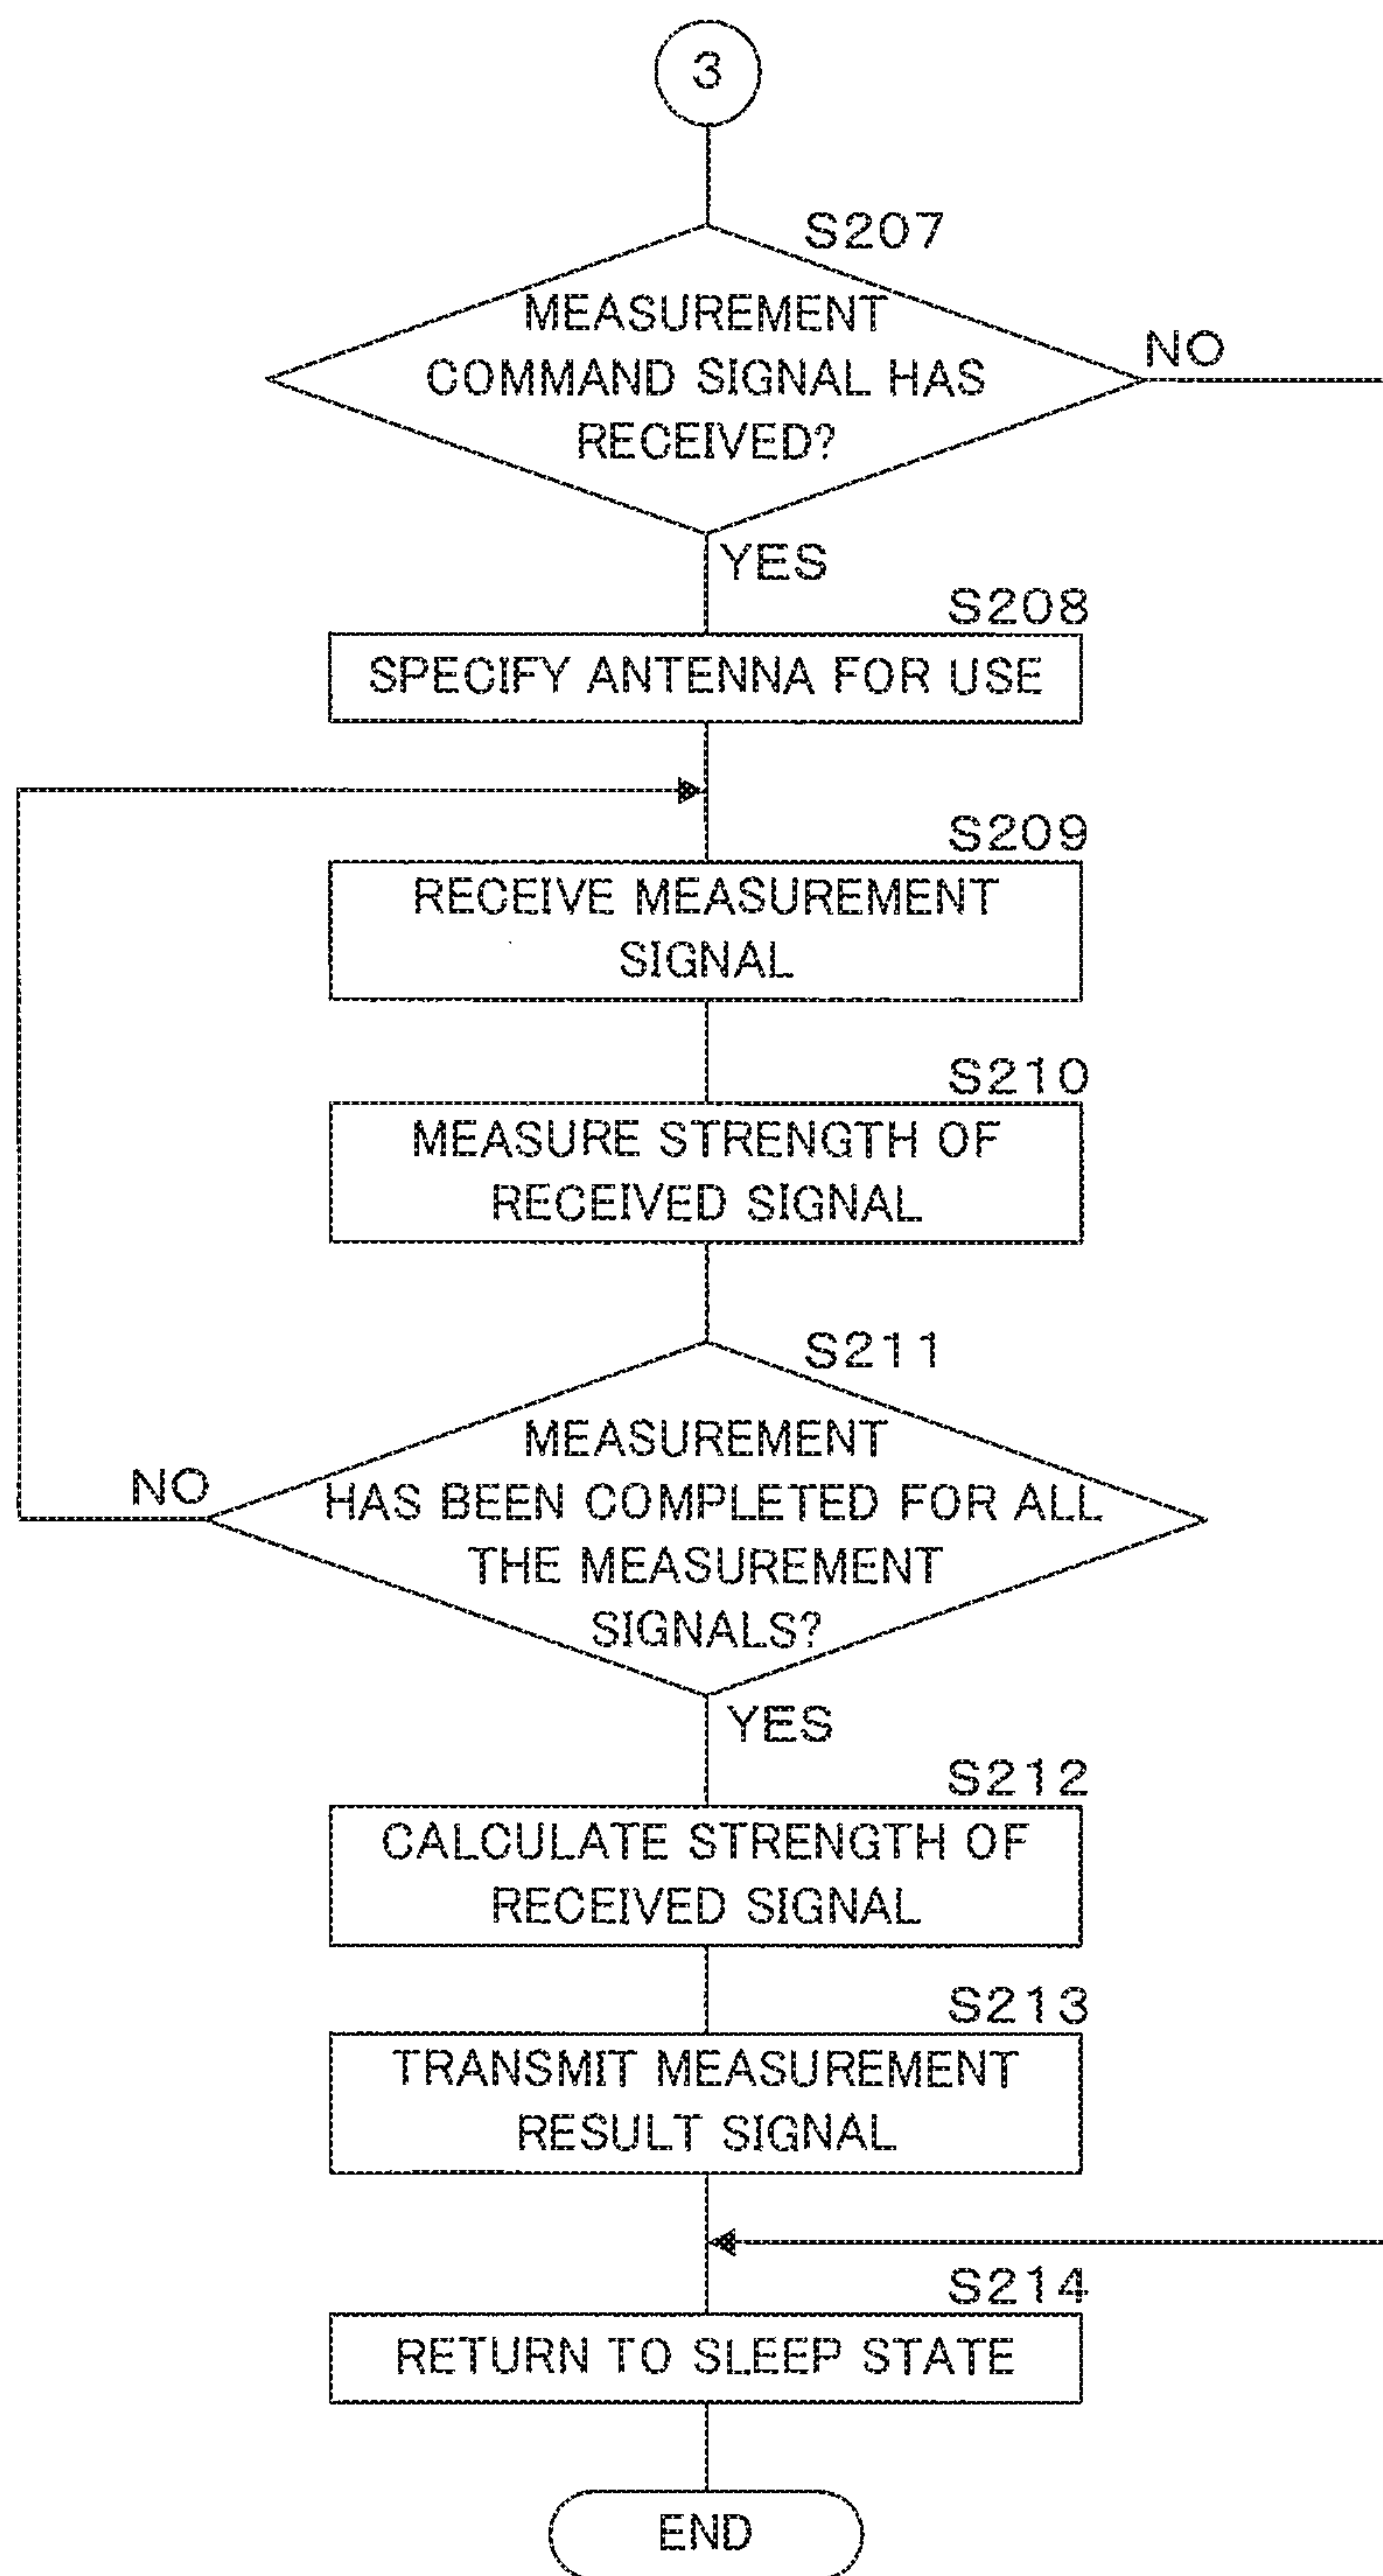 3
S207
MEASUREMENT
COMMAND SIGNAL HAS
RECEIVED?
NO
YES
S208
SPECIFY ANTENNA FOR USE
S209
RECEIVE MEASUREMENT
SIGNAL
S210
MEASURE STRENGTH OF
RECEIVED SIGNAL
S211
MEASUREMENT
HAS BEEN COMPLETED FOR ALL
THE MEASUREMENT
SIGNALS?
NO
YES
S212
CALCULATE STRENGTH OF
RECEIVED SIGNAL
S213
TRANSMIT MEASUREMENT
RESULT SIGNAL
S214
RETURN TO SLEEP STATE
END